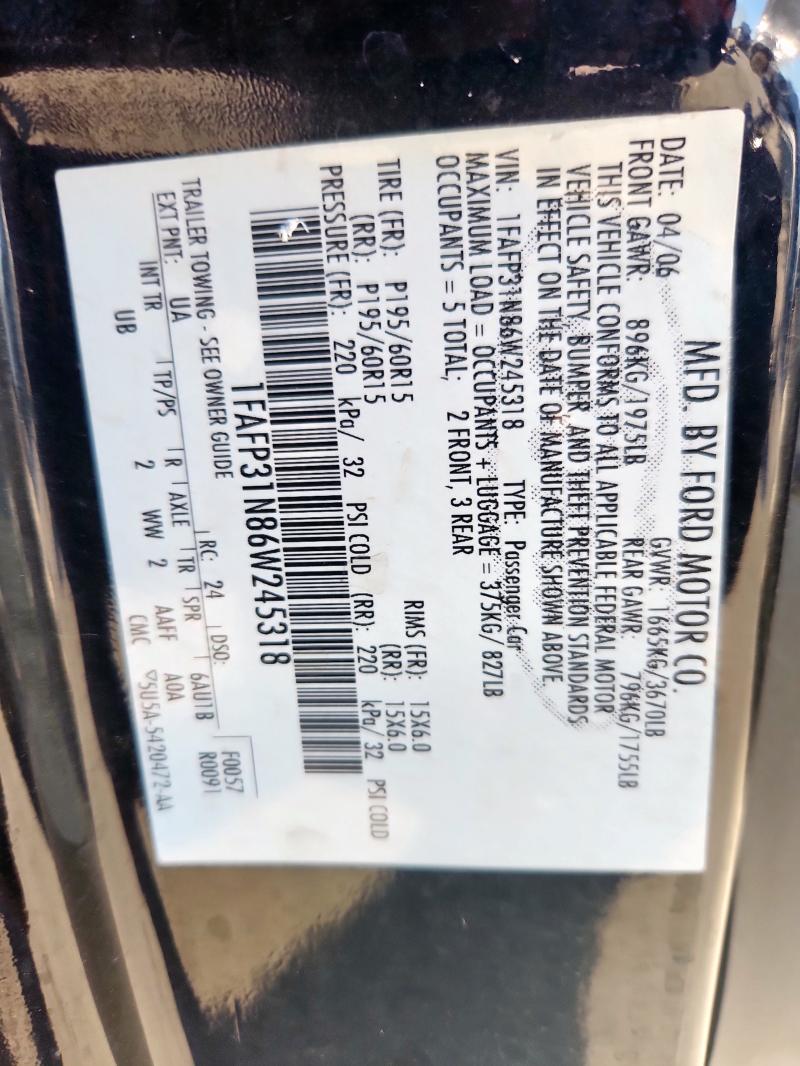 MFD. BY FORD MOTOR CO.
DATE: 04/06 GVWR: 1665KG/3670LB
FRONT GAWR: 896KG/1975LB REAR GAWR: 796KG/1755LB
THIS VEHICLE CONFORMS TO ALL APPLICABLE FEDERAL MOTOR
VEHICLE SAFETY, BUMPER, AND THEFT PREVENTION STANDARDS
IN EFFECT ON THE DATE OF MANUFACTURE SHOWN ABOVE
VIN: 1FAFP31N86W245318 TYPE: Passenger Car
MAXIMUM LOAD = OCCUPANTS + LUGGAGE = 375KG/ 827LB
OCCUPANTS = 5 TOTAL; 2 FRONT, 3 REAR
TIRE (FR): P195/60R15 RIMS (FR): 15X6.0
(RR): P195/60R15 (RR): 15X6.0
PRESSURE (FR): 220 kPa/ 32 PSI COLD (RR): 220 kPa/ 32 PSI COLD
1FAFP31N86W245318
TRAILER TOWING - SEE OWNER GUIDE F0057
EXT PNT: UA RC: 24 DSO: 6AU1B R0091
INT TR TP/PS R AXLE TR SPR
UB 2 WW 2 AAFF AOA
CMC ▽5U5A-5420472-AA